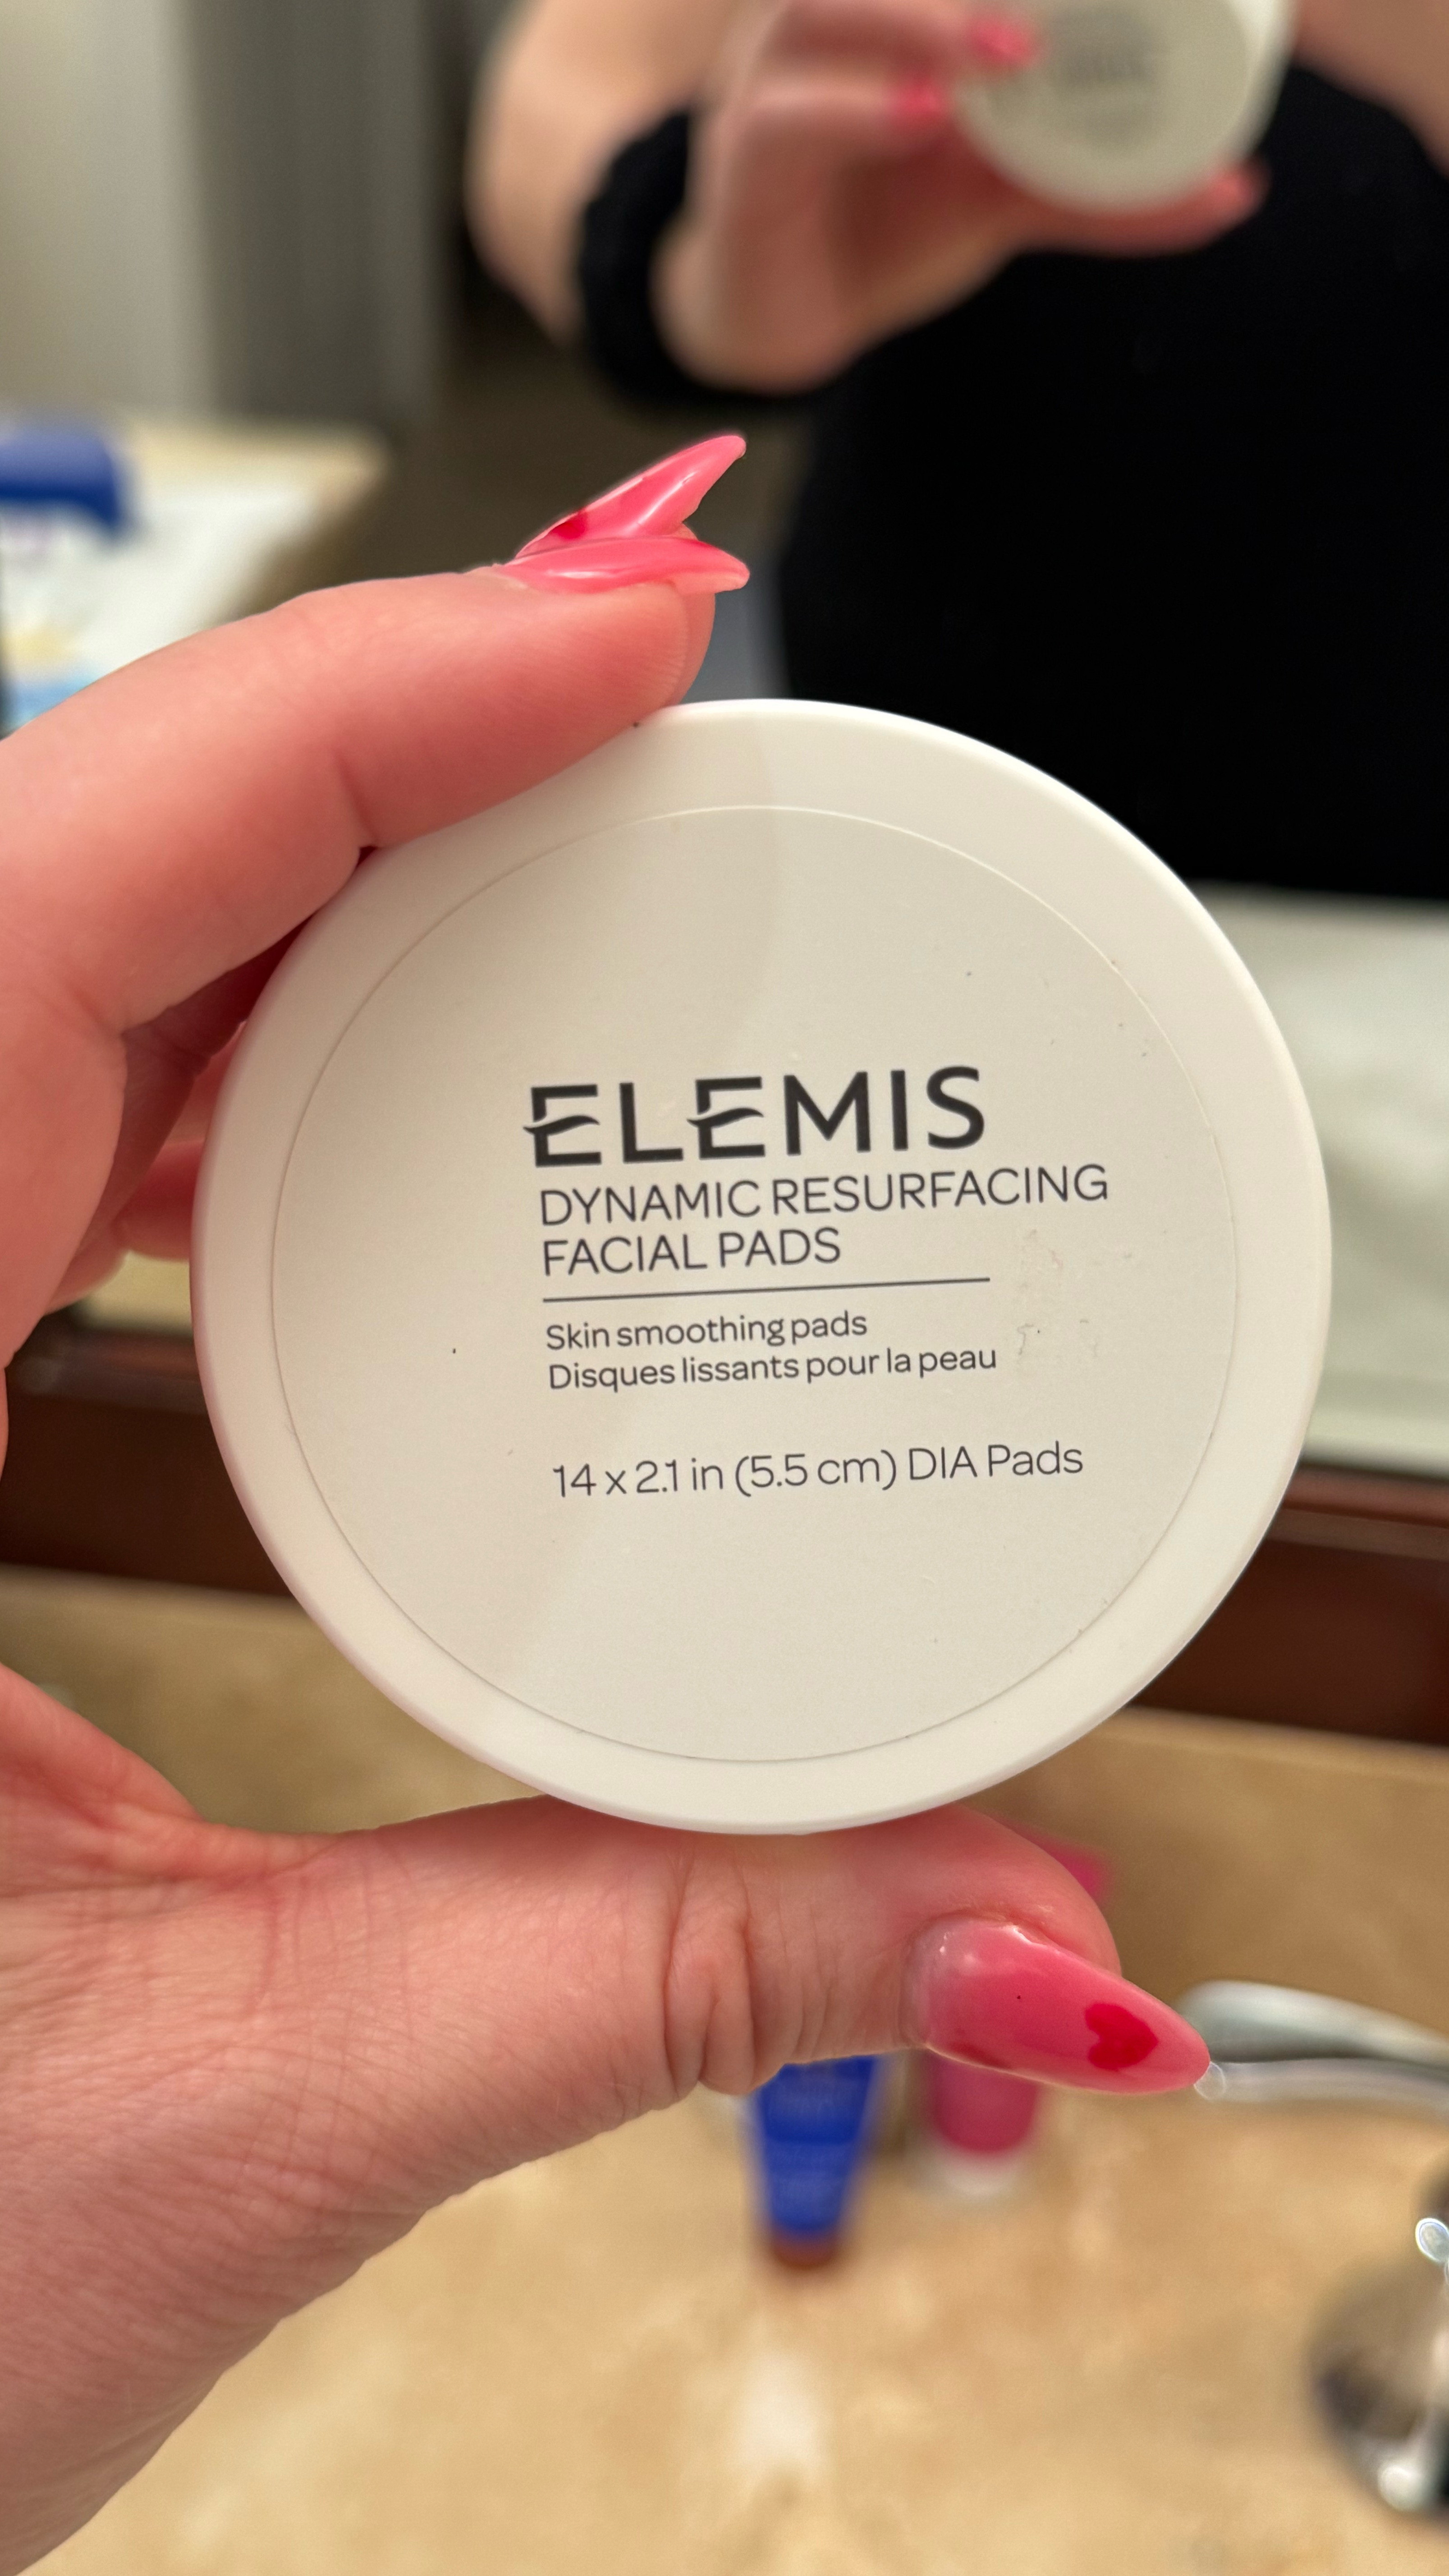 ELEMIS
DYNAMIC RESURFACING
FACIAL PADS
Skin smoothing pads
Disques lissants pour la peau
14 x 2.1 in (5.5 cm) DIA Pads